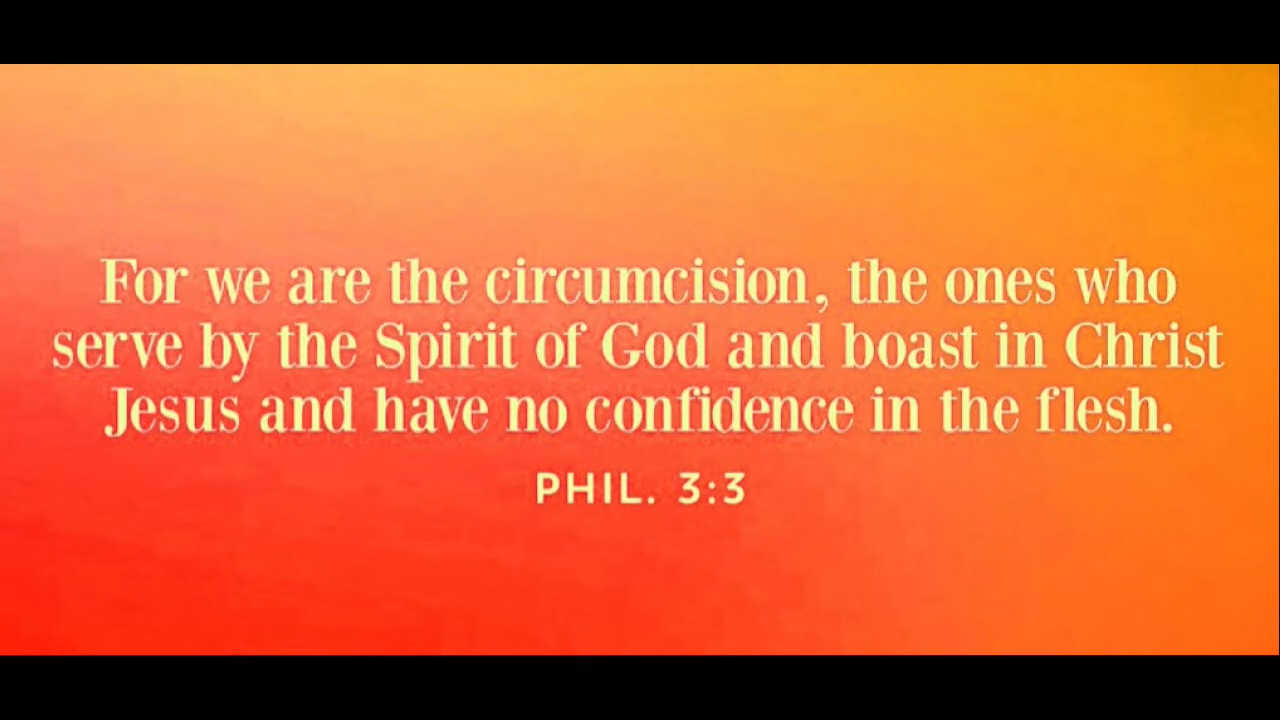 For we are the circumcision, the ones who
serve by the Spirit of God and boast in Christ
Jesus and have no confidence in the flesh.
PHIL. 3:3